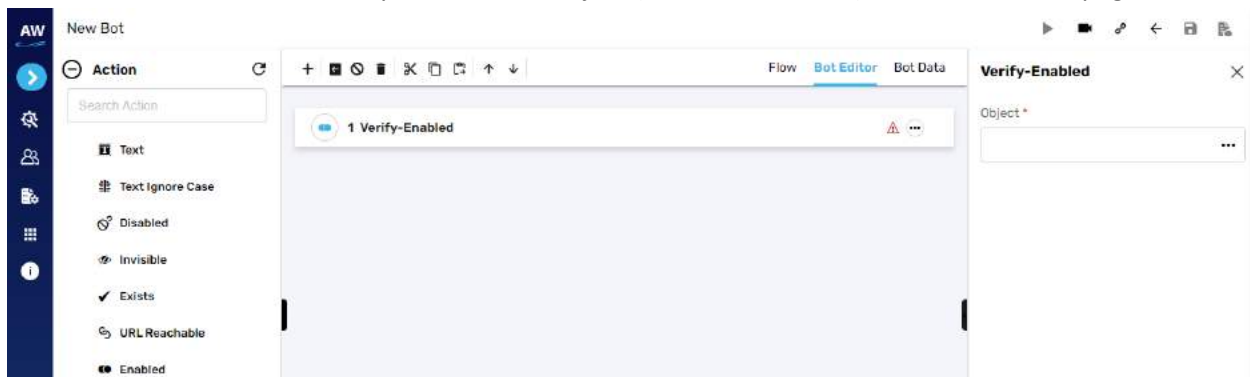 AW
New Bot
Action
Flow Bot Editor Bot Data
Verify-Enabled
Search Action
Object *
1 Verify-Enabled
Text
Text Ignore Case
Disabled
Invisible
Exists
URL Reachable
Enabled